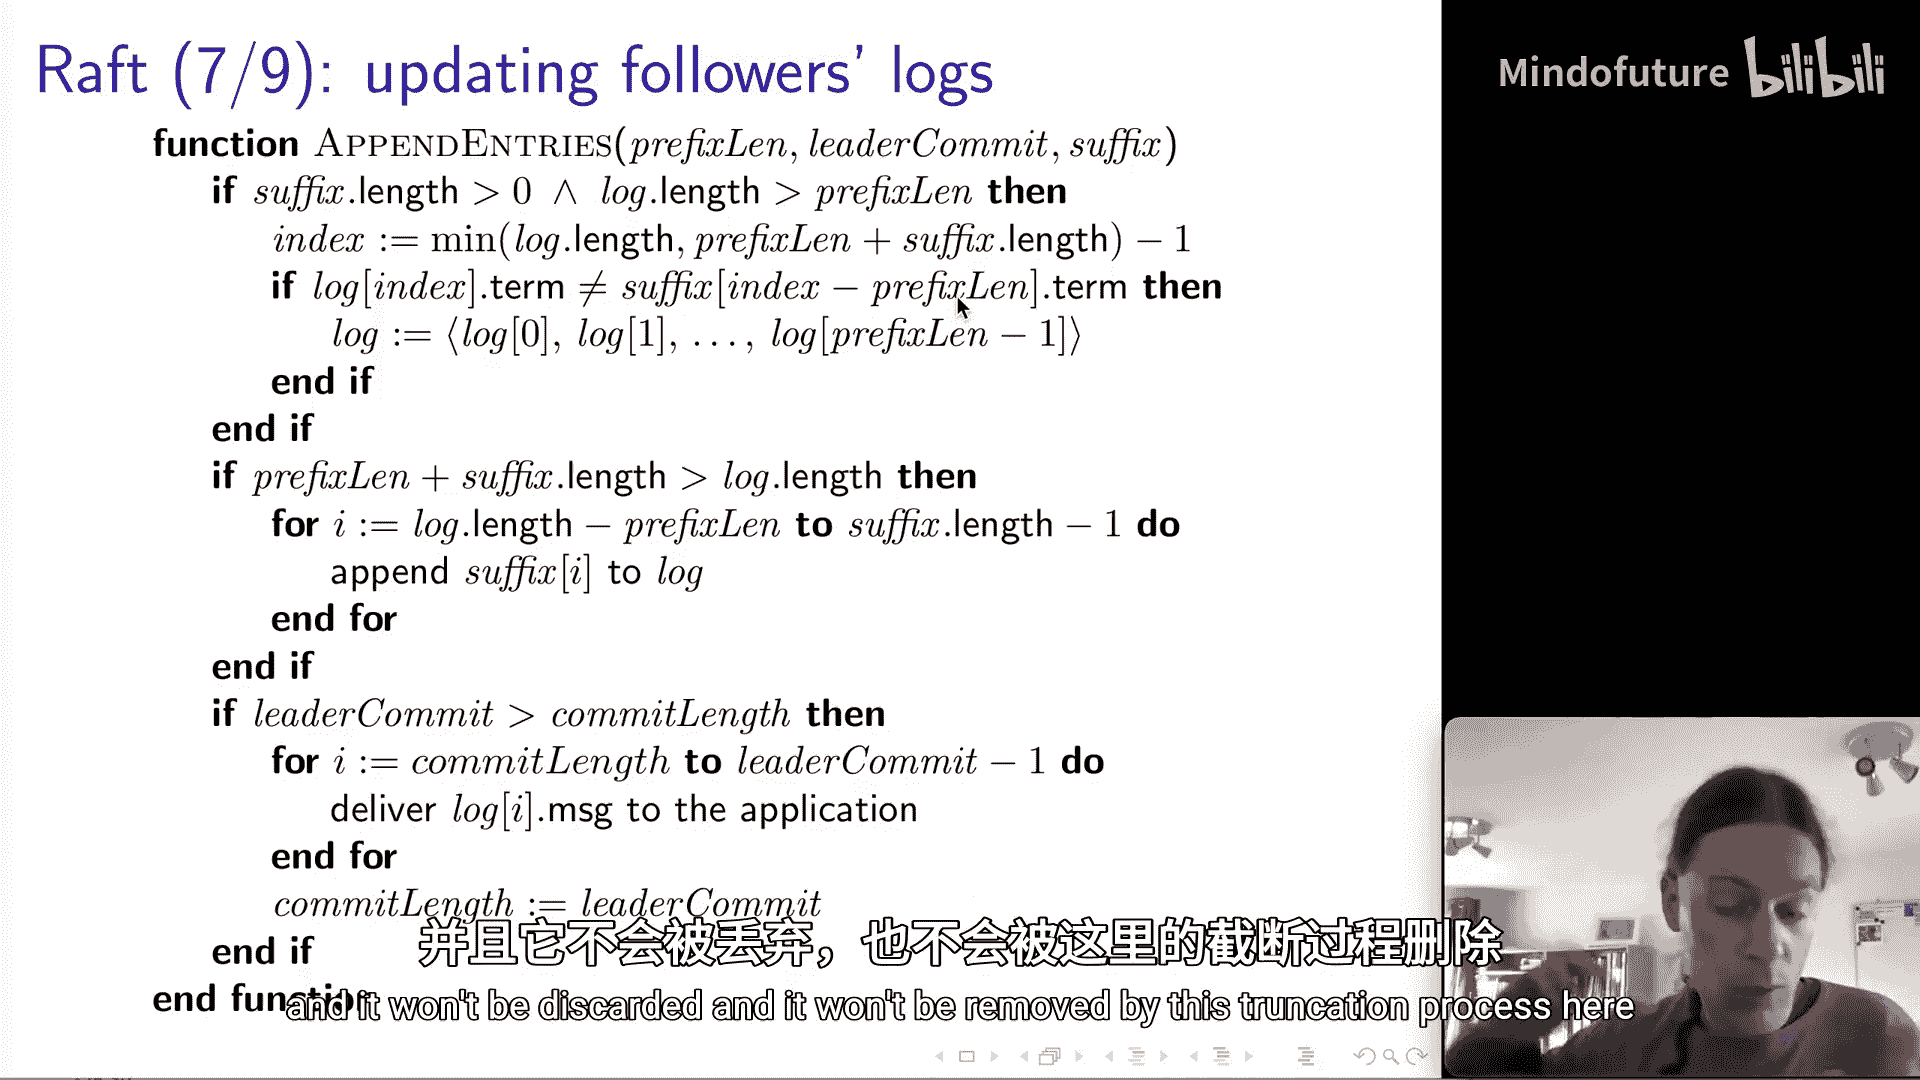 Raft (7/9): updating followers’ logs
Mindofuture bilibili
function APPENDENTRIES(prefixLen, leaderCommit, suffix)
if suffix.length > 0 ∧ log.length > prefixLen then
index := min(log.length, prefixLen + suffix.length) − 1
if log[index].term ≠ suffix[index − prefixLen].term then
log := ⟨log[0], log[1], . . . , log[prefixLen − 1]⟩
end if
end if
if prefixLen + suffix.length > log.length then
for i := log.length − prefixLen to suffix.length − 1 do
append suffix[i] to log
end for
end if
if leaderCommit > commitLength then
for i := commitLength to leaderCommit − 1 do
deliver log[i].msg to the application
end for
commitLength := leaderCommit
end if
end function
并且它不会被丢弃，也不会被这里的截断过程删除
and it won't be discarded and it won't be removed by this truncation process here